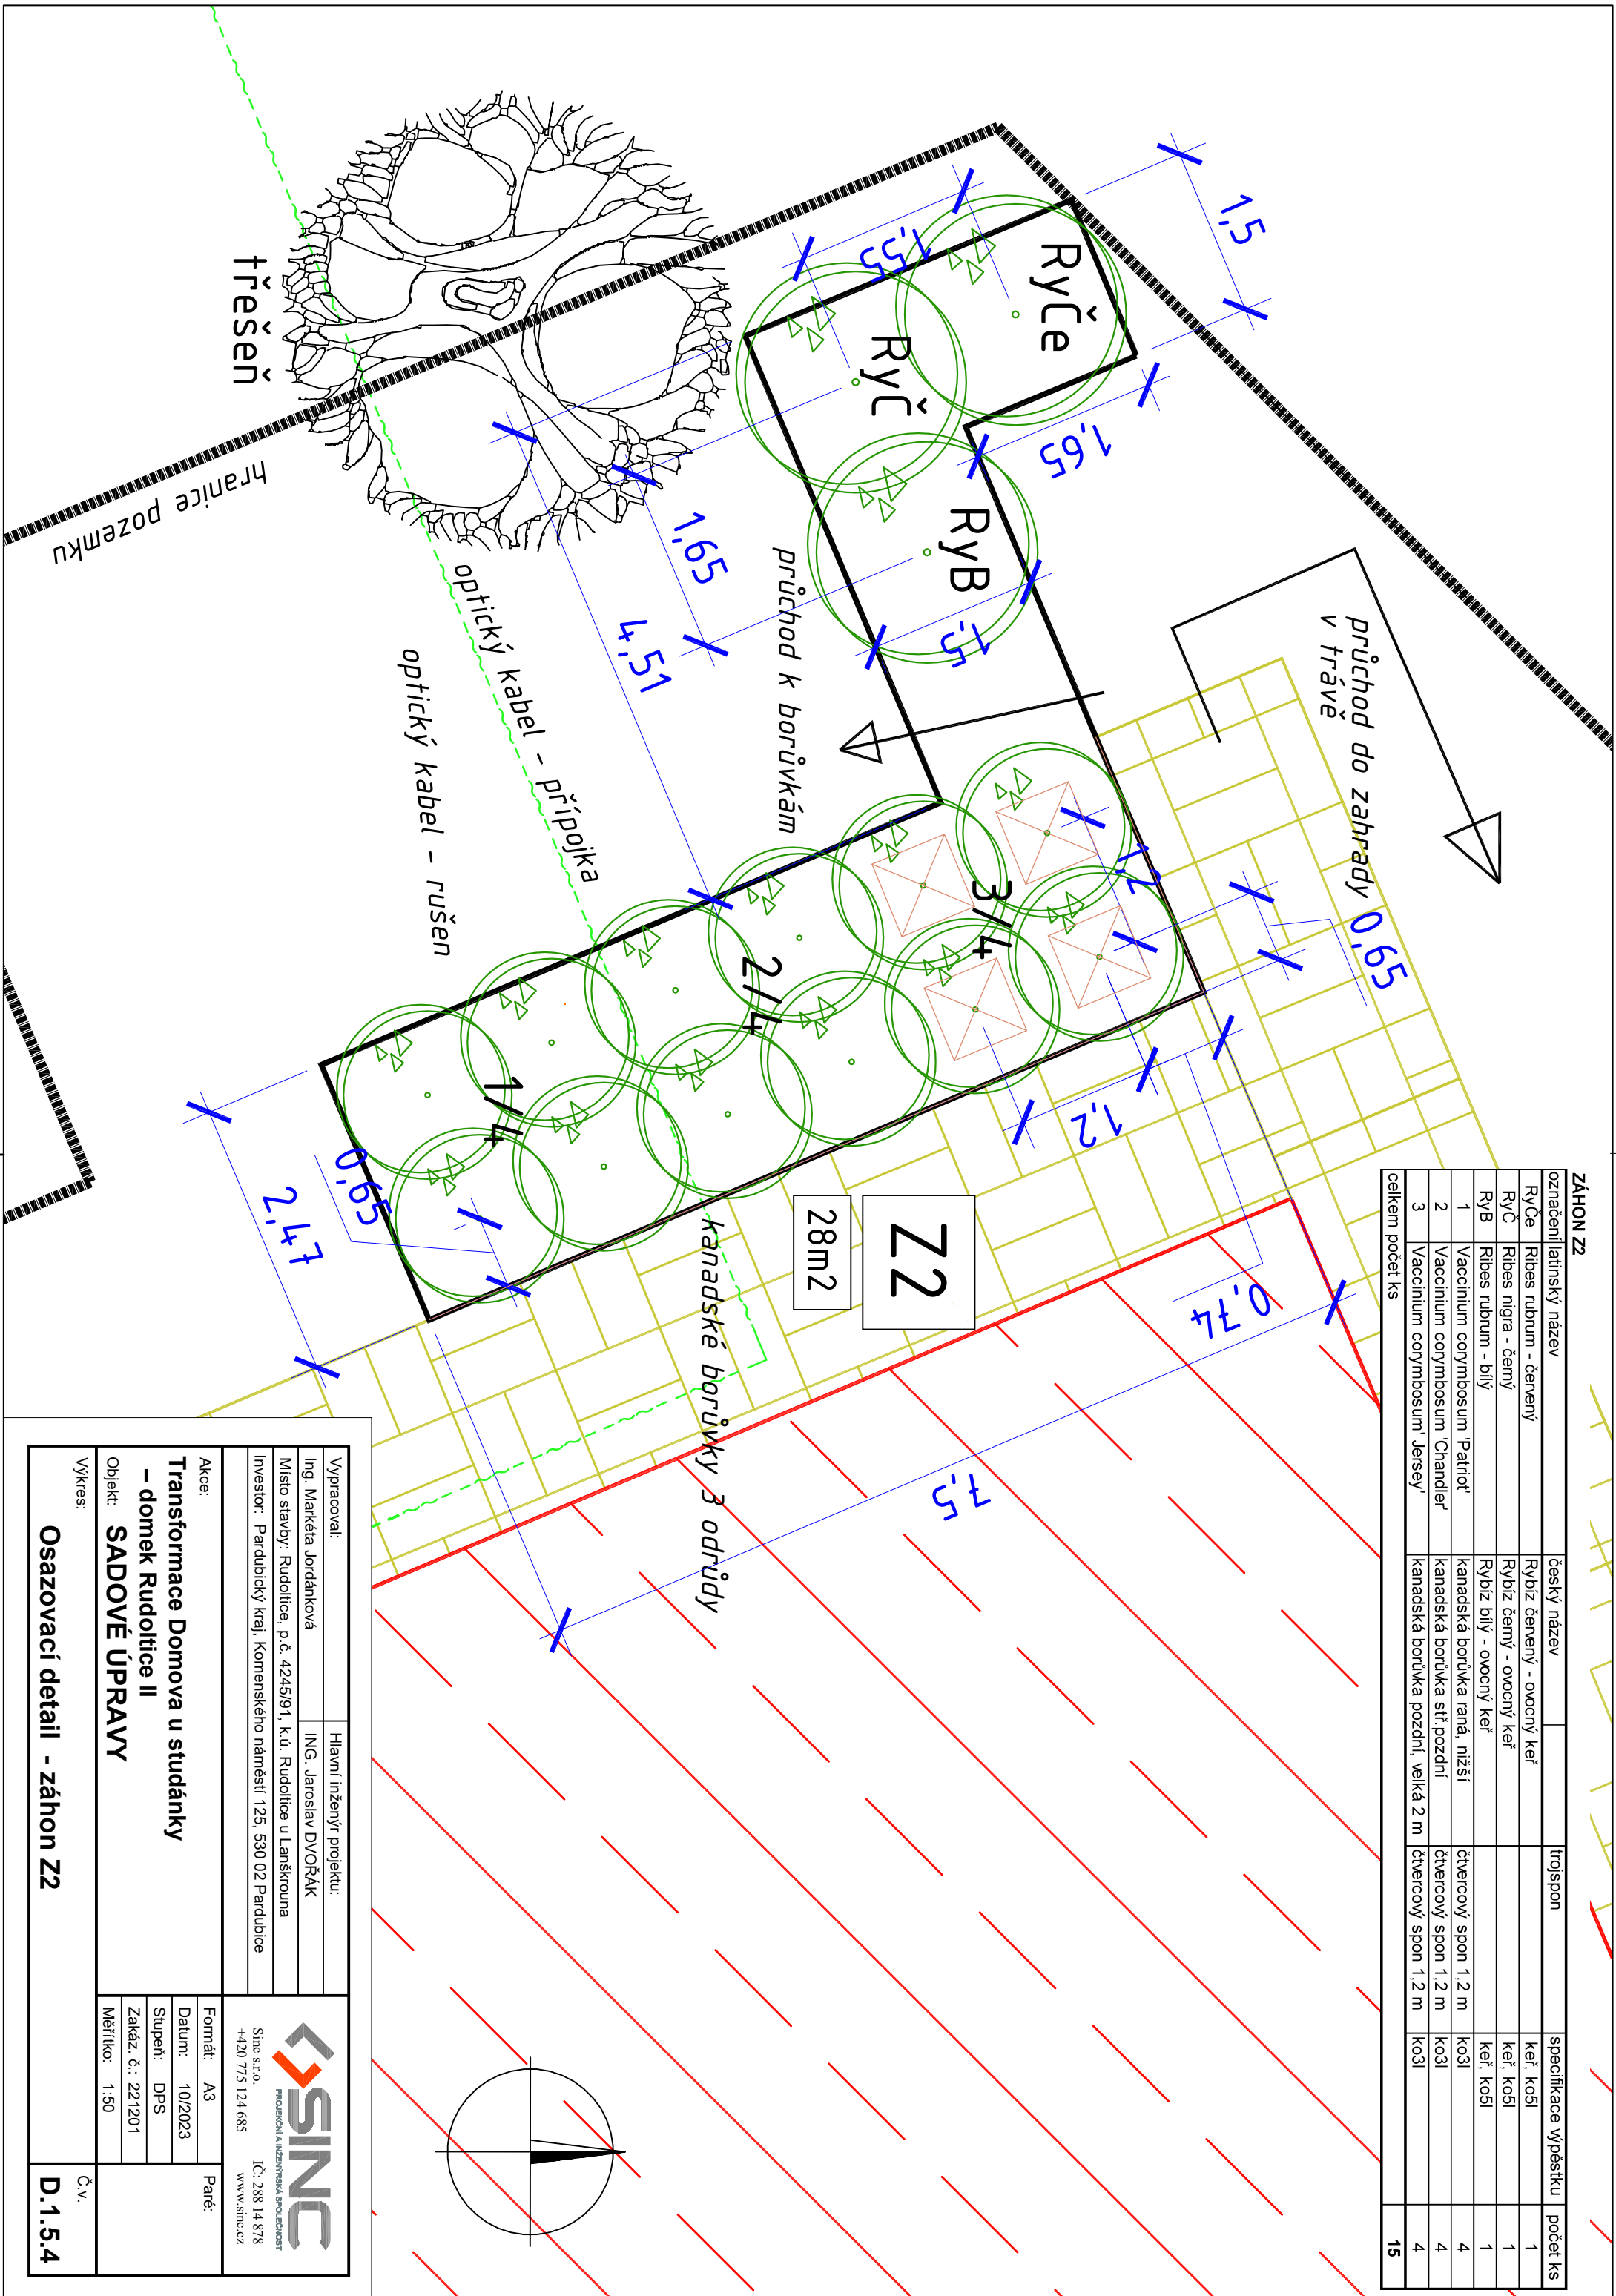 ZÁHON Z2
označení latinský název český název trojspon specifikace výpěstku počet ks
RyČe Ribes rubrum - červený Rybíz červený - ovocný keř keř, ko5l 1
RyČ Ribes nigra - černý Rybíz černý - ovocný keř keř, ko5l 1
RyB Ribes rubrum - bílý Rybíz bílý - ovocný keř keř, ko5l 1
1 Vaccinium corymbosum 'Patriot' kanadská borůvka raná, nižší čtvercový spon 1,2 m ko3l 4
2 Vaccinium corymbosum 'Chandler' kanadská borůvka stř.pozdní čtvercový spon 1,2 m ko3l 4
3 Vaccinium corymbosum' Jersey' kanadská borůvka pozdní, velká 2 m čtvercový spon 1,2 m ko3l 4
celkem počet ks 15
průchod do zahrady
v trávě
1,5
RyČe
1,55
RyČ
1,65
RyB
1,5
1,65
4,51
průchod k borůvkám
třešeň
hranice pozemku
optický kabel - přípojka
optický kabel - rušen
0,65
1,2
3/4
2/4
1/4
1,2
0,65
2,47
0,74
7,5
Z2
28m2
kanadské borůvky 3 odrůdy
Vypracoval: Hlavní inženýr projektu:
Ing. Markéta Jordánková ING. Jaroslav DVOŘÁK
Místo stavby: Rudoltice, p.č. 4245/91, k.ú. Rudoltice u Lanškrouna
Investor: Pardubický kraj, Komenského náměstí 125, 530 02 Pardubice
SINC
PROJEKČNÍ A INŽENÝRSKÁ SPOLEČNOST
Sinc s.r.o. IČ: 288 14 878
+420 775 124 685 www.sinc.cz
Akce:
Transformace Domova u studánky
– domek Rudoltice II
Objekt: SADOVÉ ÚPRAVY
Formát: A3
Datum: 10/2023
Stupeň: DPS
Zakáz. č.: 221201
Měřítko: 1:50
Paré:
Výkres:
Osazovací detail - záhon Z2
Č.v.
D.1.5.4